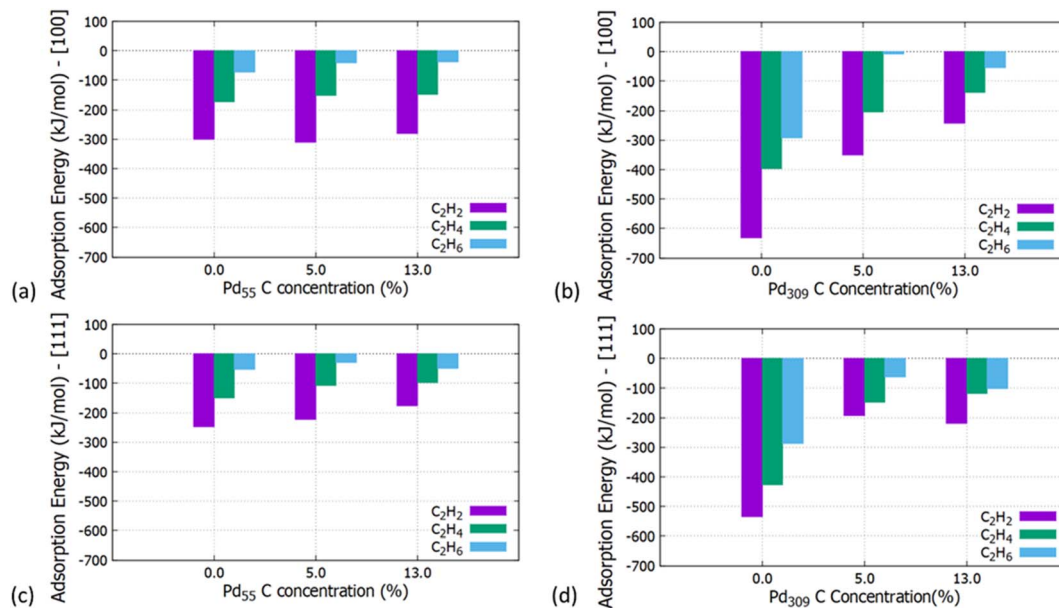 Adsorption Energy (kJ/mol) - [100]
100
0
-100
-200
-300
-400
-500
-600
-700
C₂H₂
C₂H₄
C₂H₆
0.0 5.0 13.0
(a) Pd₅₅ C concentration (%)
Adsorption Energy (kJ/mol) - [100]
100
0
-100
-200
-300
-400
-500
-600
-700
C₂H₂
C₂H₄
C₂H₆
0.0 5.0 13.0
(b) Pd₃₀₉ C Concentration(%)
Adsorption Energy (kJ/mol) - [111]
100
0
-100
-200
-300
-400
-500
-600
-700
C₂H₂
C₂H₄
C₂H₆
0.0 5.0 13.0
(c) Pd₅₅ C concentration (%)
Adsorption Energy (kJ/mol) - [111]
100
0
-100
-200
-300
-400
-500
-600
-700
C₂H₂
C₂H₄
C₂H₆
0.0 5.0 13.0
(d) Pd₃₀₉ C Concentration(%)